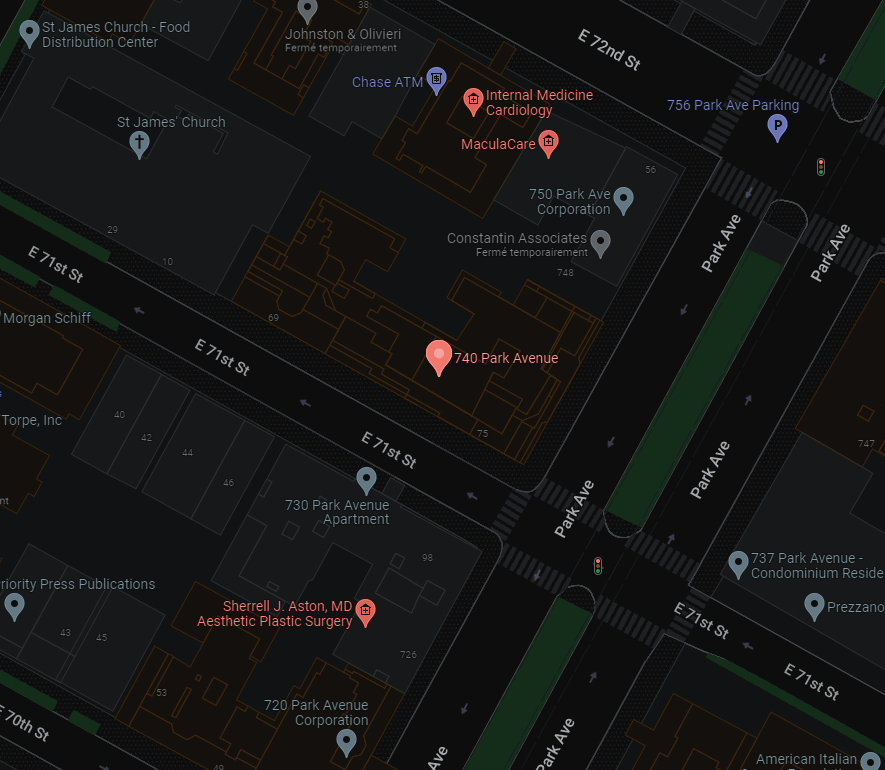 38
St James Church - Food
Distribution Center
Johnston & Olivieri
Fermé temporairement
E 72nd St
Chase ATM
Internal Medicine
Cardiology
756 Park Ave Parking
P
St James' Church
MaculaCare
56
750 Park Ave
Corporation
29
Park Ave
Park Ave
Constantin Associates
Fermé temporairement
E 71st St
10
748
Morgan Schiff
69
E 71st St
740 Park Avenue
Torpe, Inc
40
42
44
46
E 71st St
75
747
Park Ave
Park Ave
nt
730 Park Avenue
Apartment
98
737 Park Avenue -
Condominium Reside
riority Press Publications
Sherrell J. Aston, MD
Aesthetic Plastic Surgery
Prezzano
E 71st St
43
45
726
E 71st St
53
E 70th St
720 Park Avenue
Corporation
Ave
Park Ave
49
American Italian